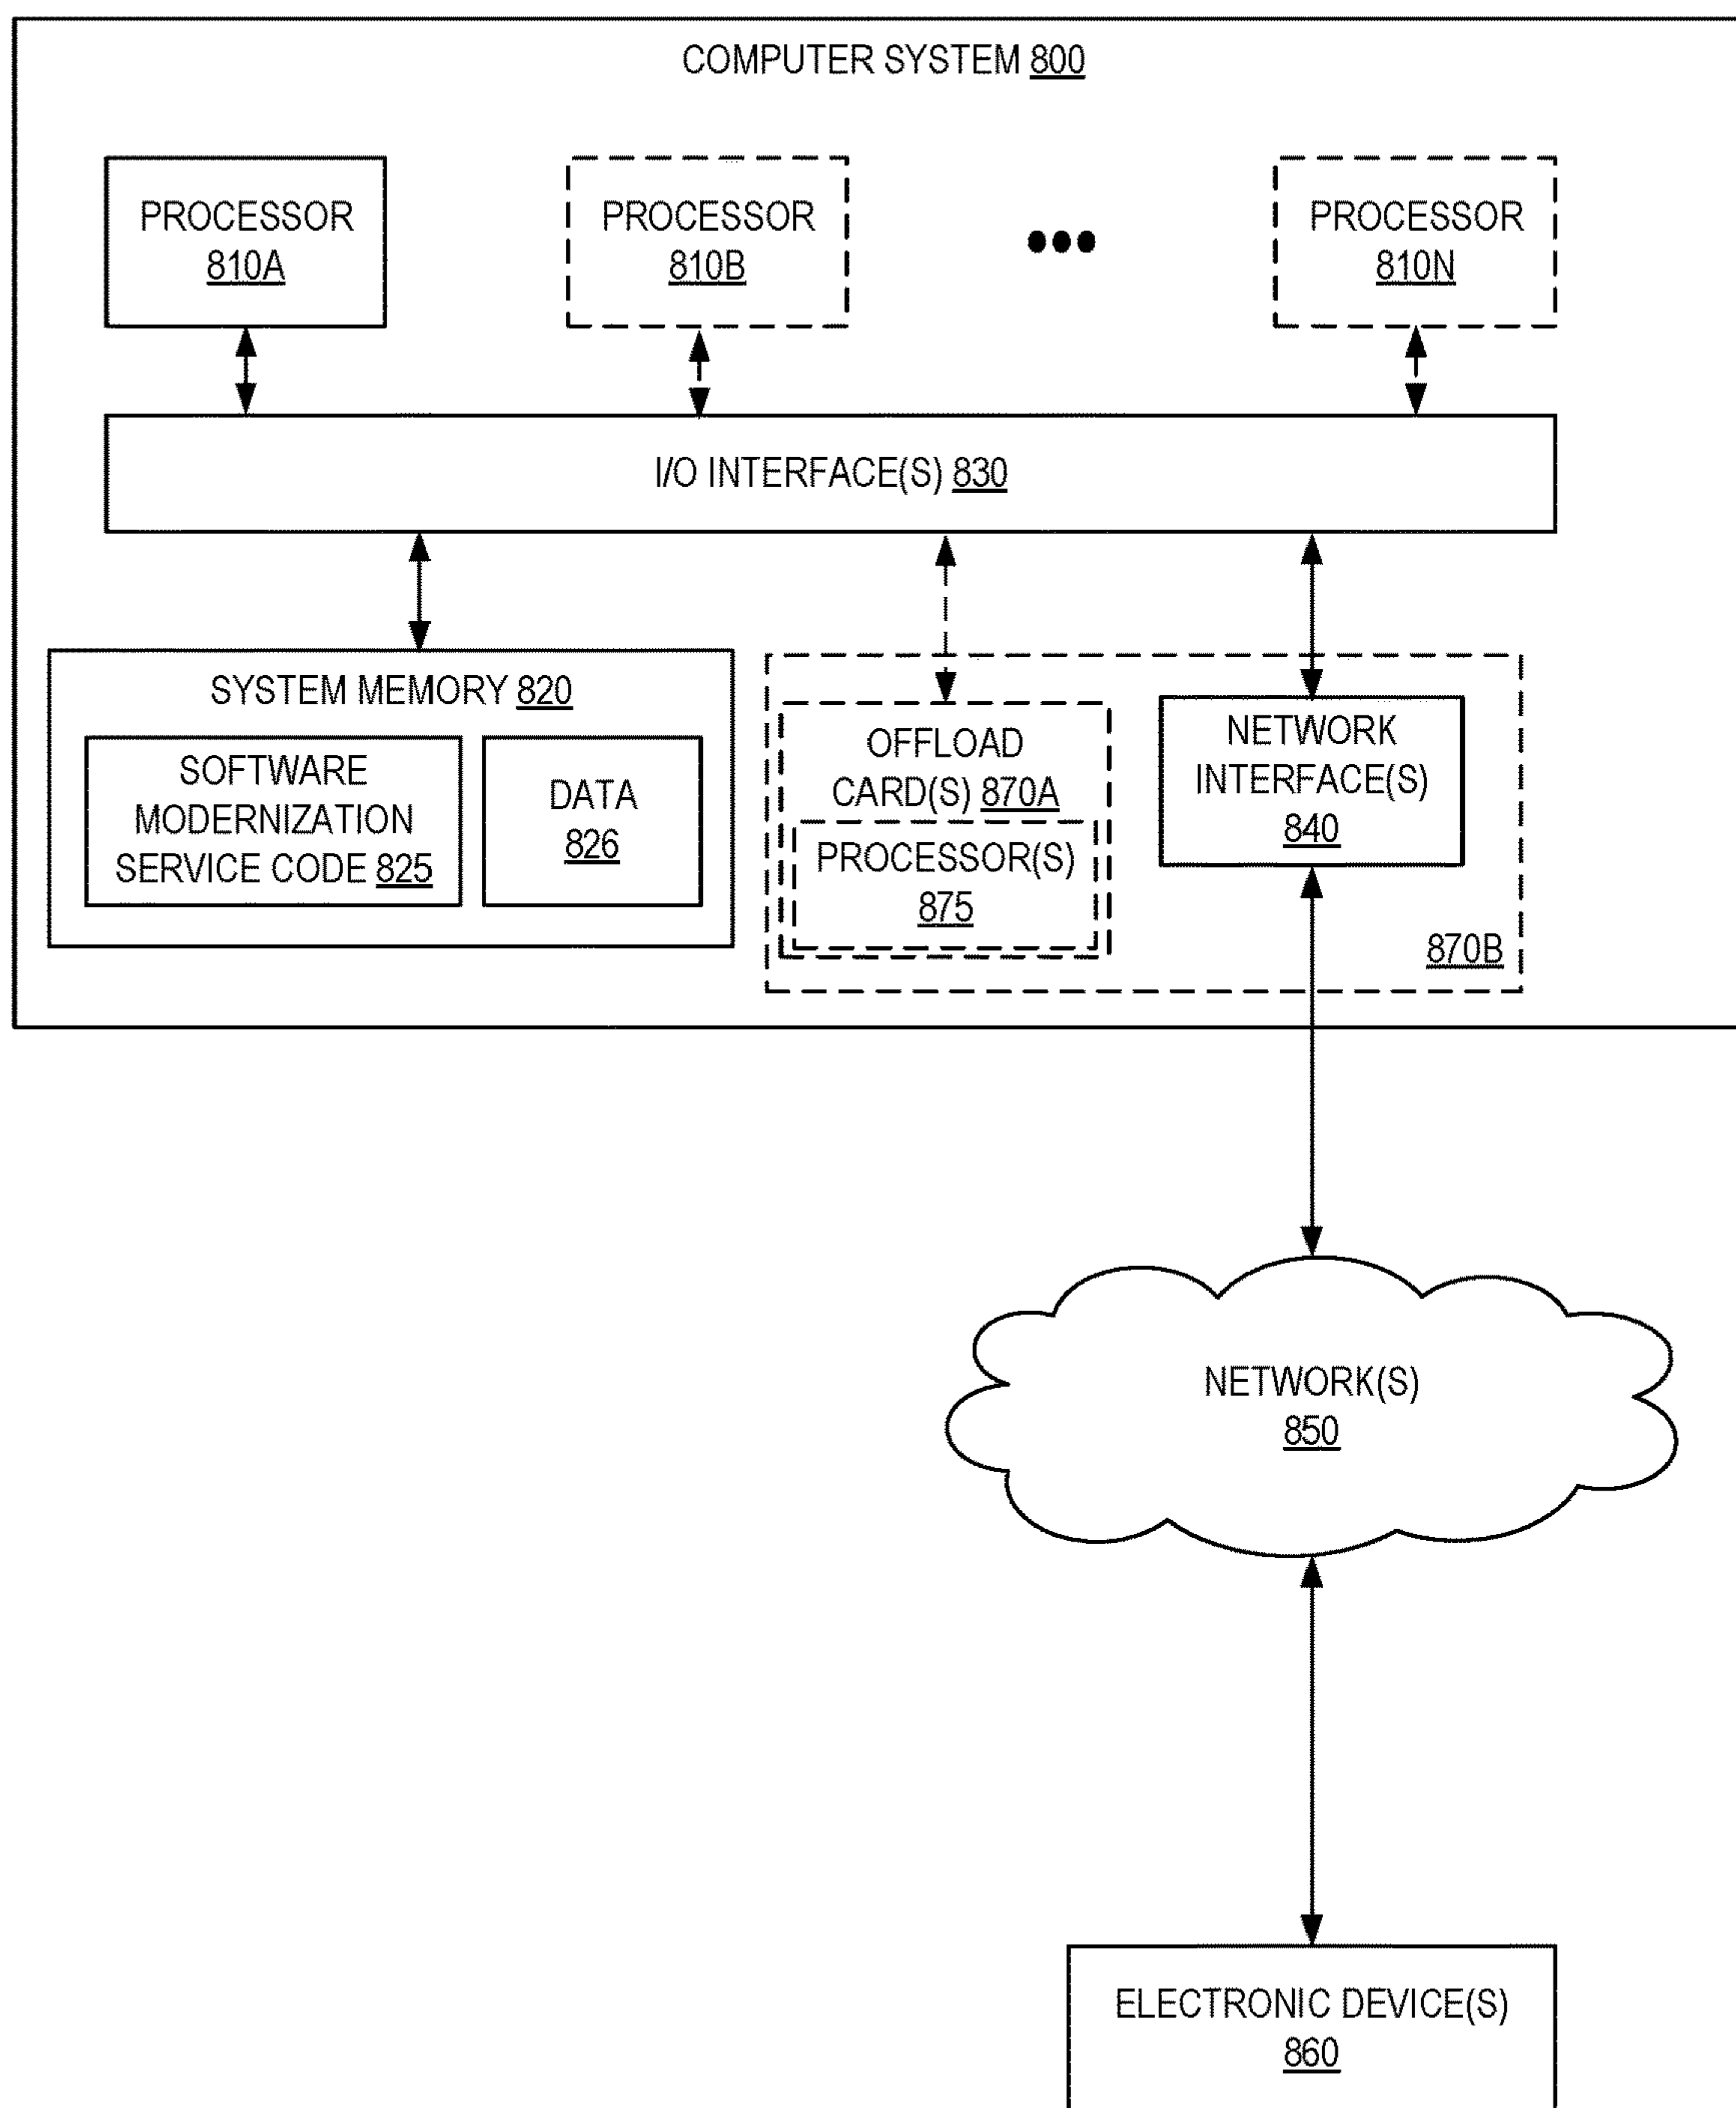 COMPUTER SYSTEM 800
PROCESSOR
810A
PROCESSOR
810B
PROCESSOR
810N
I/O INTERFACE(S) 830
SYSTEM MEMORY 820
SOFTWARE
MODERNIZATION
SERVICE CODE 825
DATA
826
OFFLOAD
CARD(S) 870A
PROCESSOR(S)
875
NETWORK
INTERFACE(S)
840
870B
NETWORK(S)
850
ELECTRONIC DEVICE(S)
860